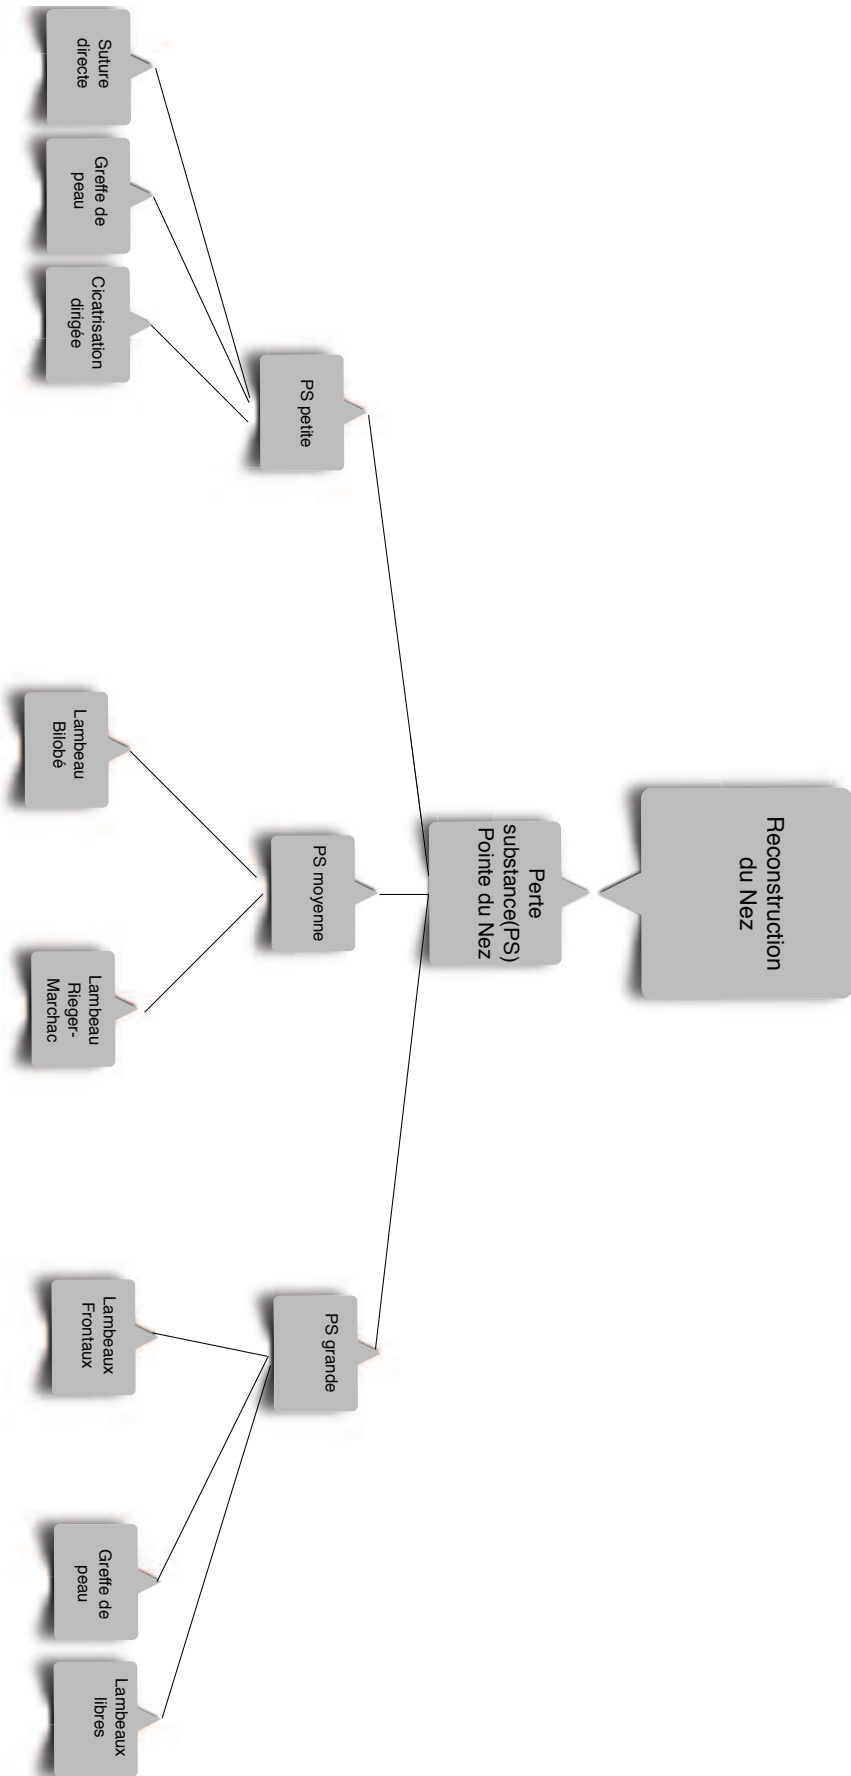 Reconstruction
du Nez
Perte
substance(PS)
Pointe du Nez
PS petite
PS moyenne
PS grande
Suture
directe
Greffe de
peau
Cicatrisation
dirigée
Lambeau
Bilobé
Lambeau
Rieger-
Marchac
Lambeaux
Frontaux
Greffe de
peau
Lambeaux
libres